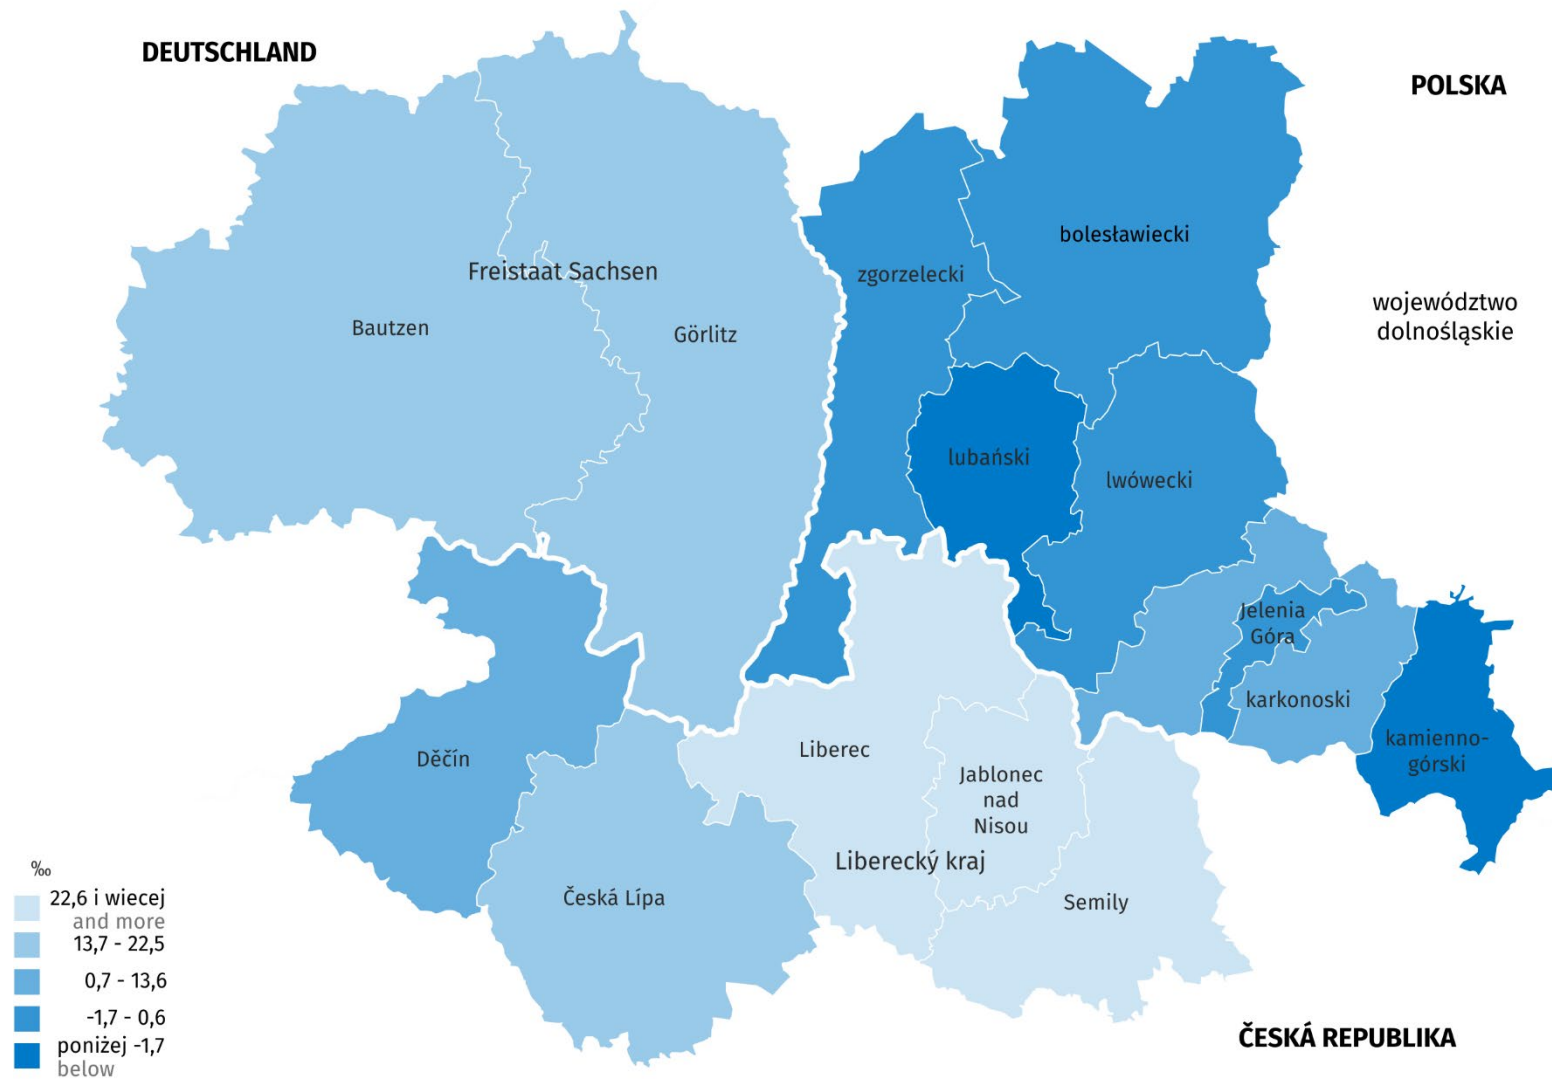 DEUTSCHLAND
POLSKA
bolesławiecki
Freistaat Sachsen
zgorzelecki
województwo
dolnośląskie
Bautzen
Görlitz
lubański
lwówecki
Jelenia
Góra
karkonoski
kamienno-
górski
Děčín
Liberec
Jablonec
nad
Nisou
Liberecký kraj
Česká Lípa
Semily
‰
22,6 i wiecej
and more
13,7 - 22,5
0,7 - 13,6
-1,7 - 0,6
poniżej -1,7
below
ČESKÁ REPUBLIKA